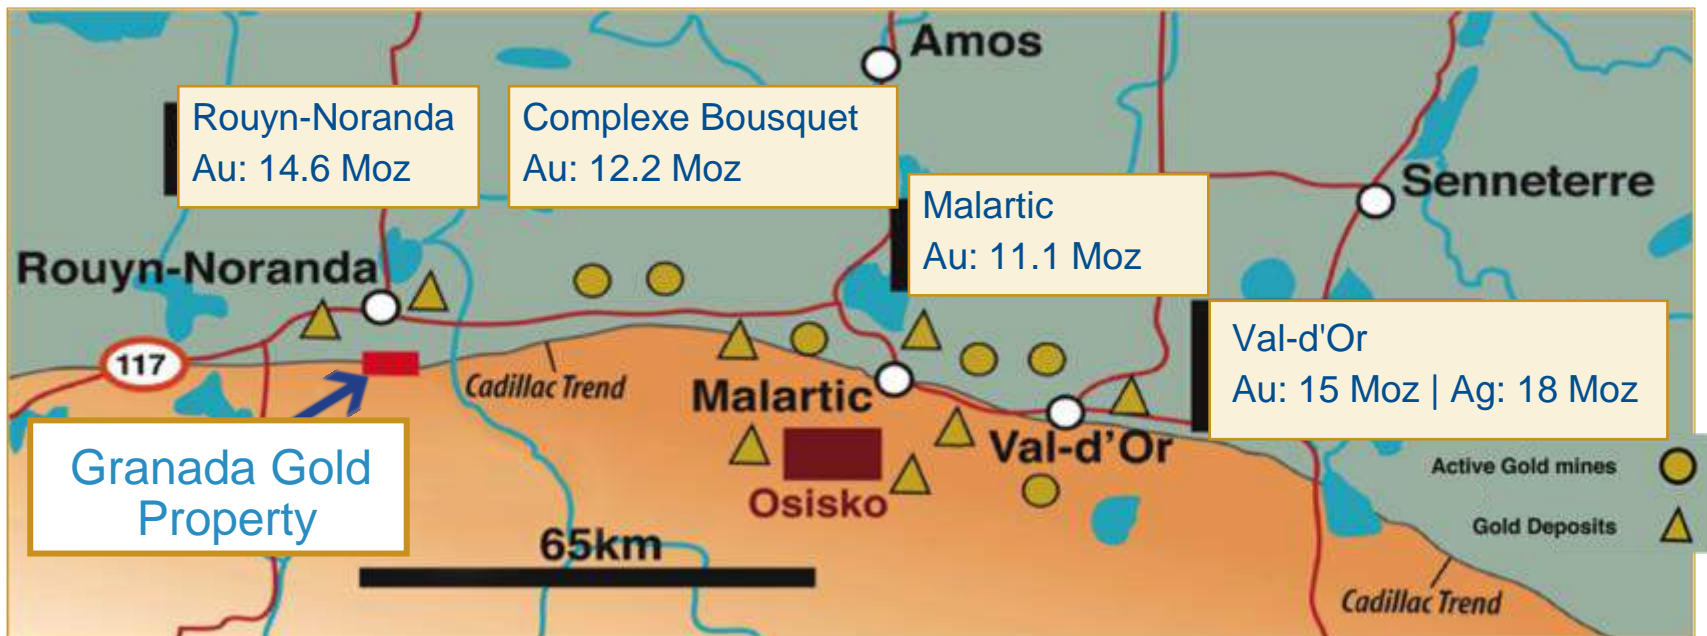 Amos
Rouyn-Noranda
Au: 14.6 Moz
Complexe Bousquet
Au: 12.2 Moz
Senneterre
Malartic
Au: 11.1 Moz
Rouyn-Noranda
Val-d'Or
Au: 15 Moz | Ag: 18 Moz
117
Cadillac Trend
Malartic
Val-d'Or
Granada Gold
Property
Osisko
Active Gold mines
Gold Deposits
65km
Cadillac Trend